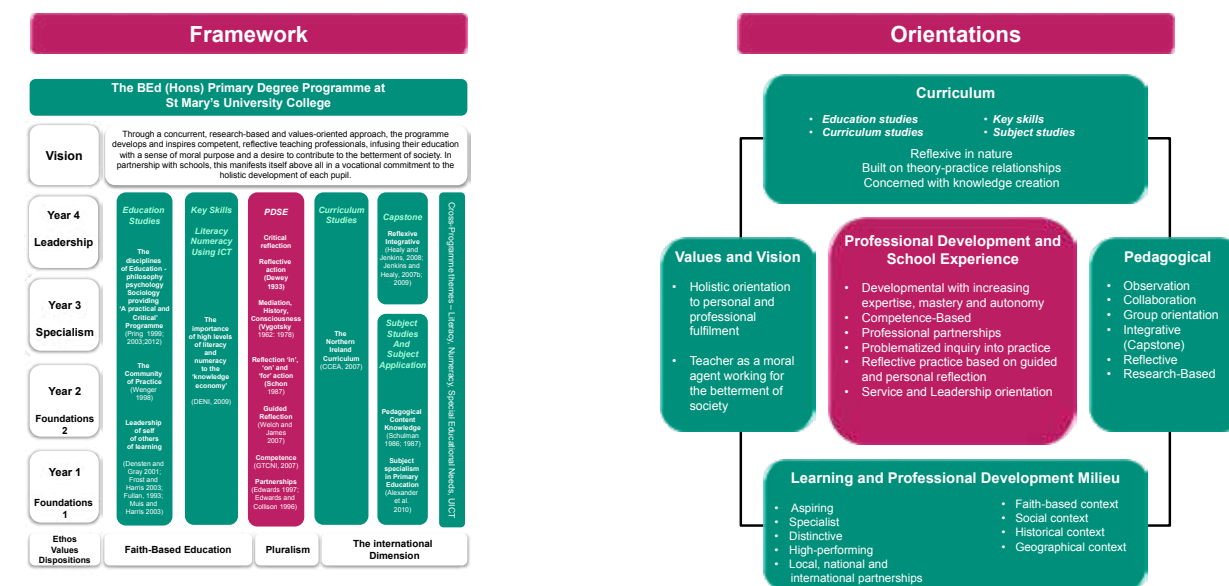 Framework
The BEd (Hons) Primary Degree Programme at
St Mary's University College
Vision
Through a concurrent, research-based and values-oriented approach, the programme
develops and inspires competent, reflective teaching professionals, infusing their education
with a sense of moral purpose and a desire to contribute to the betterment of society. In
partnership with schools, this manifests itself above all in a vocational commitment to the
holistic development of each pupil.
Year 4
Leadership
Year 3
Specialism
Year 2
Foundations
2
Year 1
Foundations
1
Education
Studies
The
disciplines
of Education -
philosophy
psychology
Sociology
providing
'A practical and
Critical'
Programme
(Pring 1999;
2003;2012)
The
Community
of Practice
(Wenger
1998)
Leadership
of self
of others
of learning
(Densten and
Gray 2001;
Frost and
Harris 2003;
Fullan, 1993;
Muis and
Harris 2003)
Key Skills
Literacy
Numeracy
Using ICT
The
importance
of high levels
of literacy
and
numeracy
to the
'knowledge
economy'
(DENI, 2009)
PDSE
Critical
reflection
Reflective
action
(Dewey
1933)
Mediation,
History,
Consciousness
(Vygotsky
1962: 1978)
Reflection 'in',
'on' and
'for' action
(Schon
1987)
Guided
Reflection
(Welch and
James
2007)
Competence
(GTCNI, 2007)
Partnerships
(Edwards 1997;
Edwards and
Collison 1996)
Curriculum
Studies
The
Northern
Ireland
Curriculum
(CCEA, 2007)
Capstone
Reflexive
Integrative
(Healy and
Jenkins, 2008;
Jenkins and
Healy, 2007b;
2009)
Subject
Studies
And
Subject
Application
Pedagogical
Content
Knowledge
(Schulman
1986; 1987)
Subject
specialism
in Primary
Education
(Alexander
et al.
2010)
Cross-Programme themes – Literacy, Numeracy, Special Educational Needs, UICT
Ethos
Values
Dispositions
Faith-Based Education
Pluralism
The international
Dimension
Orientations
Curriculum
• Education studies
• Curriculum studies
• Key skills
• Subject studies
Reflexive in nature
Built on theory-practice relationships
Concerned with knowledge creation
Values and Vision
• Holistic orientation
to personal and
professional
fulfilment
• Teacher as a moral
agent working for
the betterment of
society
Professional Development and
School Experience
• Developmental with increasing
expertise, mastery and autonomy
• Competence-Based
• Professional partnerships
• Problematized inquiry into practice
• Reflective practice based on guided
and personal reflection
• Service and Leadership orientation
Pedagogical
• Observation
• Collaboration
• Group orientation
• Integrative
(Capstone)
• Reflective
• Research-Based
Learning and Professional Development Milieu
• Aspiring
• Specialist
• Distinctive
• High-performing
• Local, national and
international partnerships
• Faith-based context
• Social context
• Historical context
• Geographical context